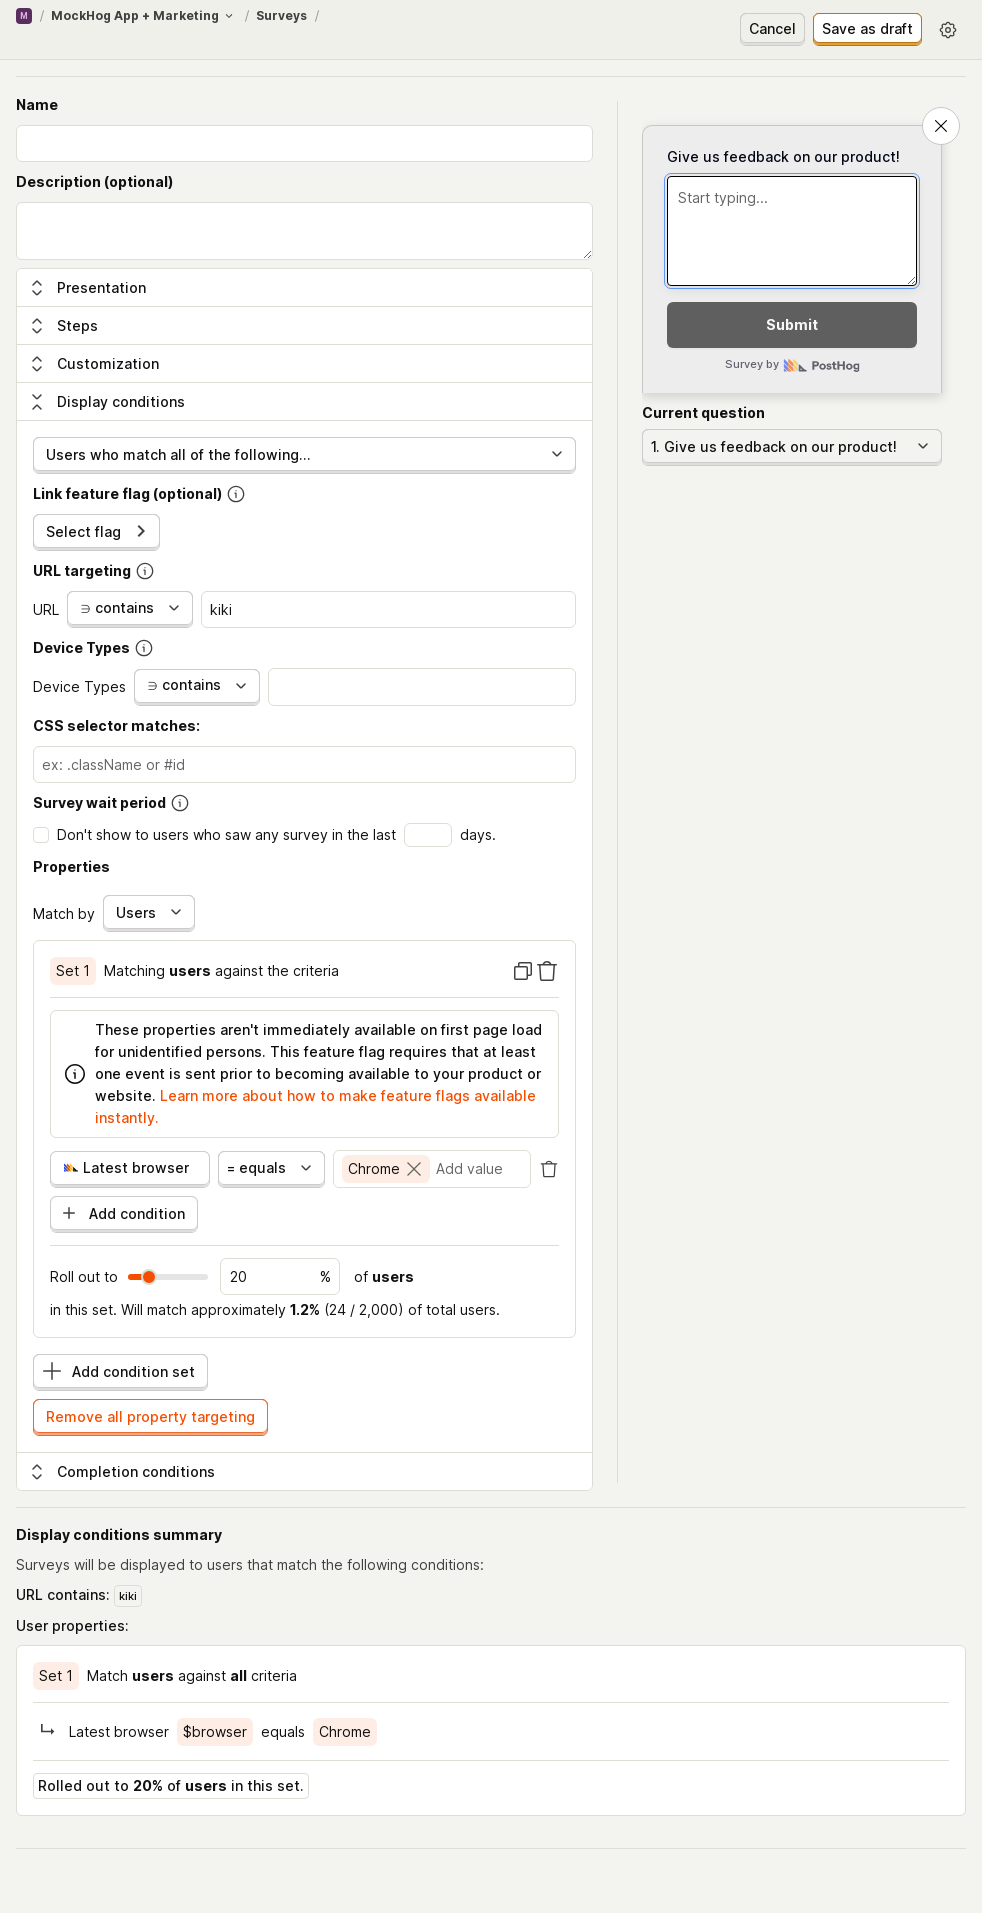 M / MockHog App + Marketing / Surveys /
Cancel
Save as draft
Name
Description (optional)
Presentation
Steps
Customization
Display conditions
Users who match all of the following...
Link feature flag (optional)
Select flag
URL targeting
URL ∋ contains kiki
Device Types
Device Types ∋ contains
CSS selector matches:
ex: .className or #id
Survey wait period
Don't show to users who saw any survey in the last days.
Properties
Match by Users
Set 1 Matching users against the criteria
These properties aren't immediately available on first page load
for unidentified persons. This feature flag requires that at least
one event is sent prior to becoming available to your product or
website. Learn more about how to make feature flags available
instantly.
Latest browser = equals Chrome Add value
Add condition
Roll out to 20 % of users
in this set. Will match approximately 1.2% (24 / 2,000) of total users.
Add condition set
Remove all property targeting
Completion conditions
Give us feedback on our product!
Start typing...
Submit
Survey by PostHog
Current question
1. Give us feedback on our product!
Display conditions summary
Surveys will be displayed to users that match the following conditions:
URL contains: kiki
User properties:
Set 1 Match users against all criteria
Latest browser $browser equals Chrome
Rolled out to 20% of users in this set.